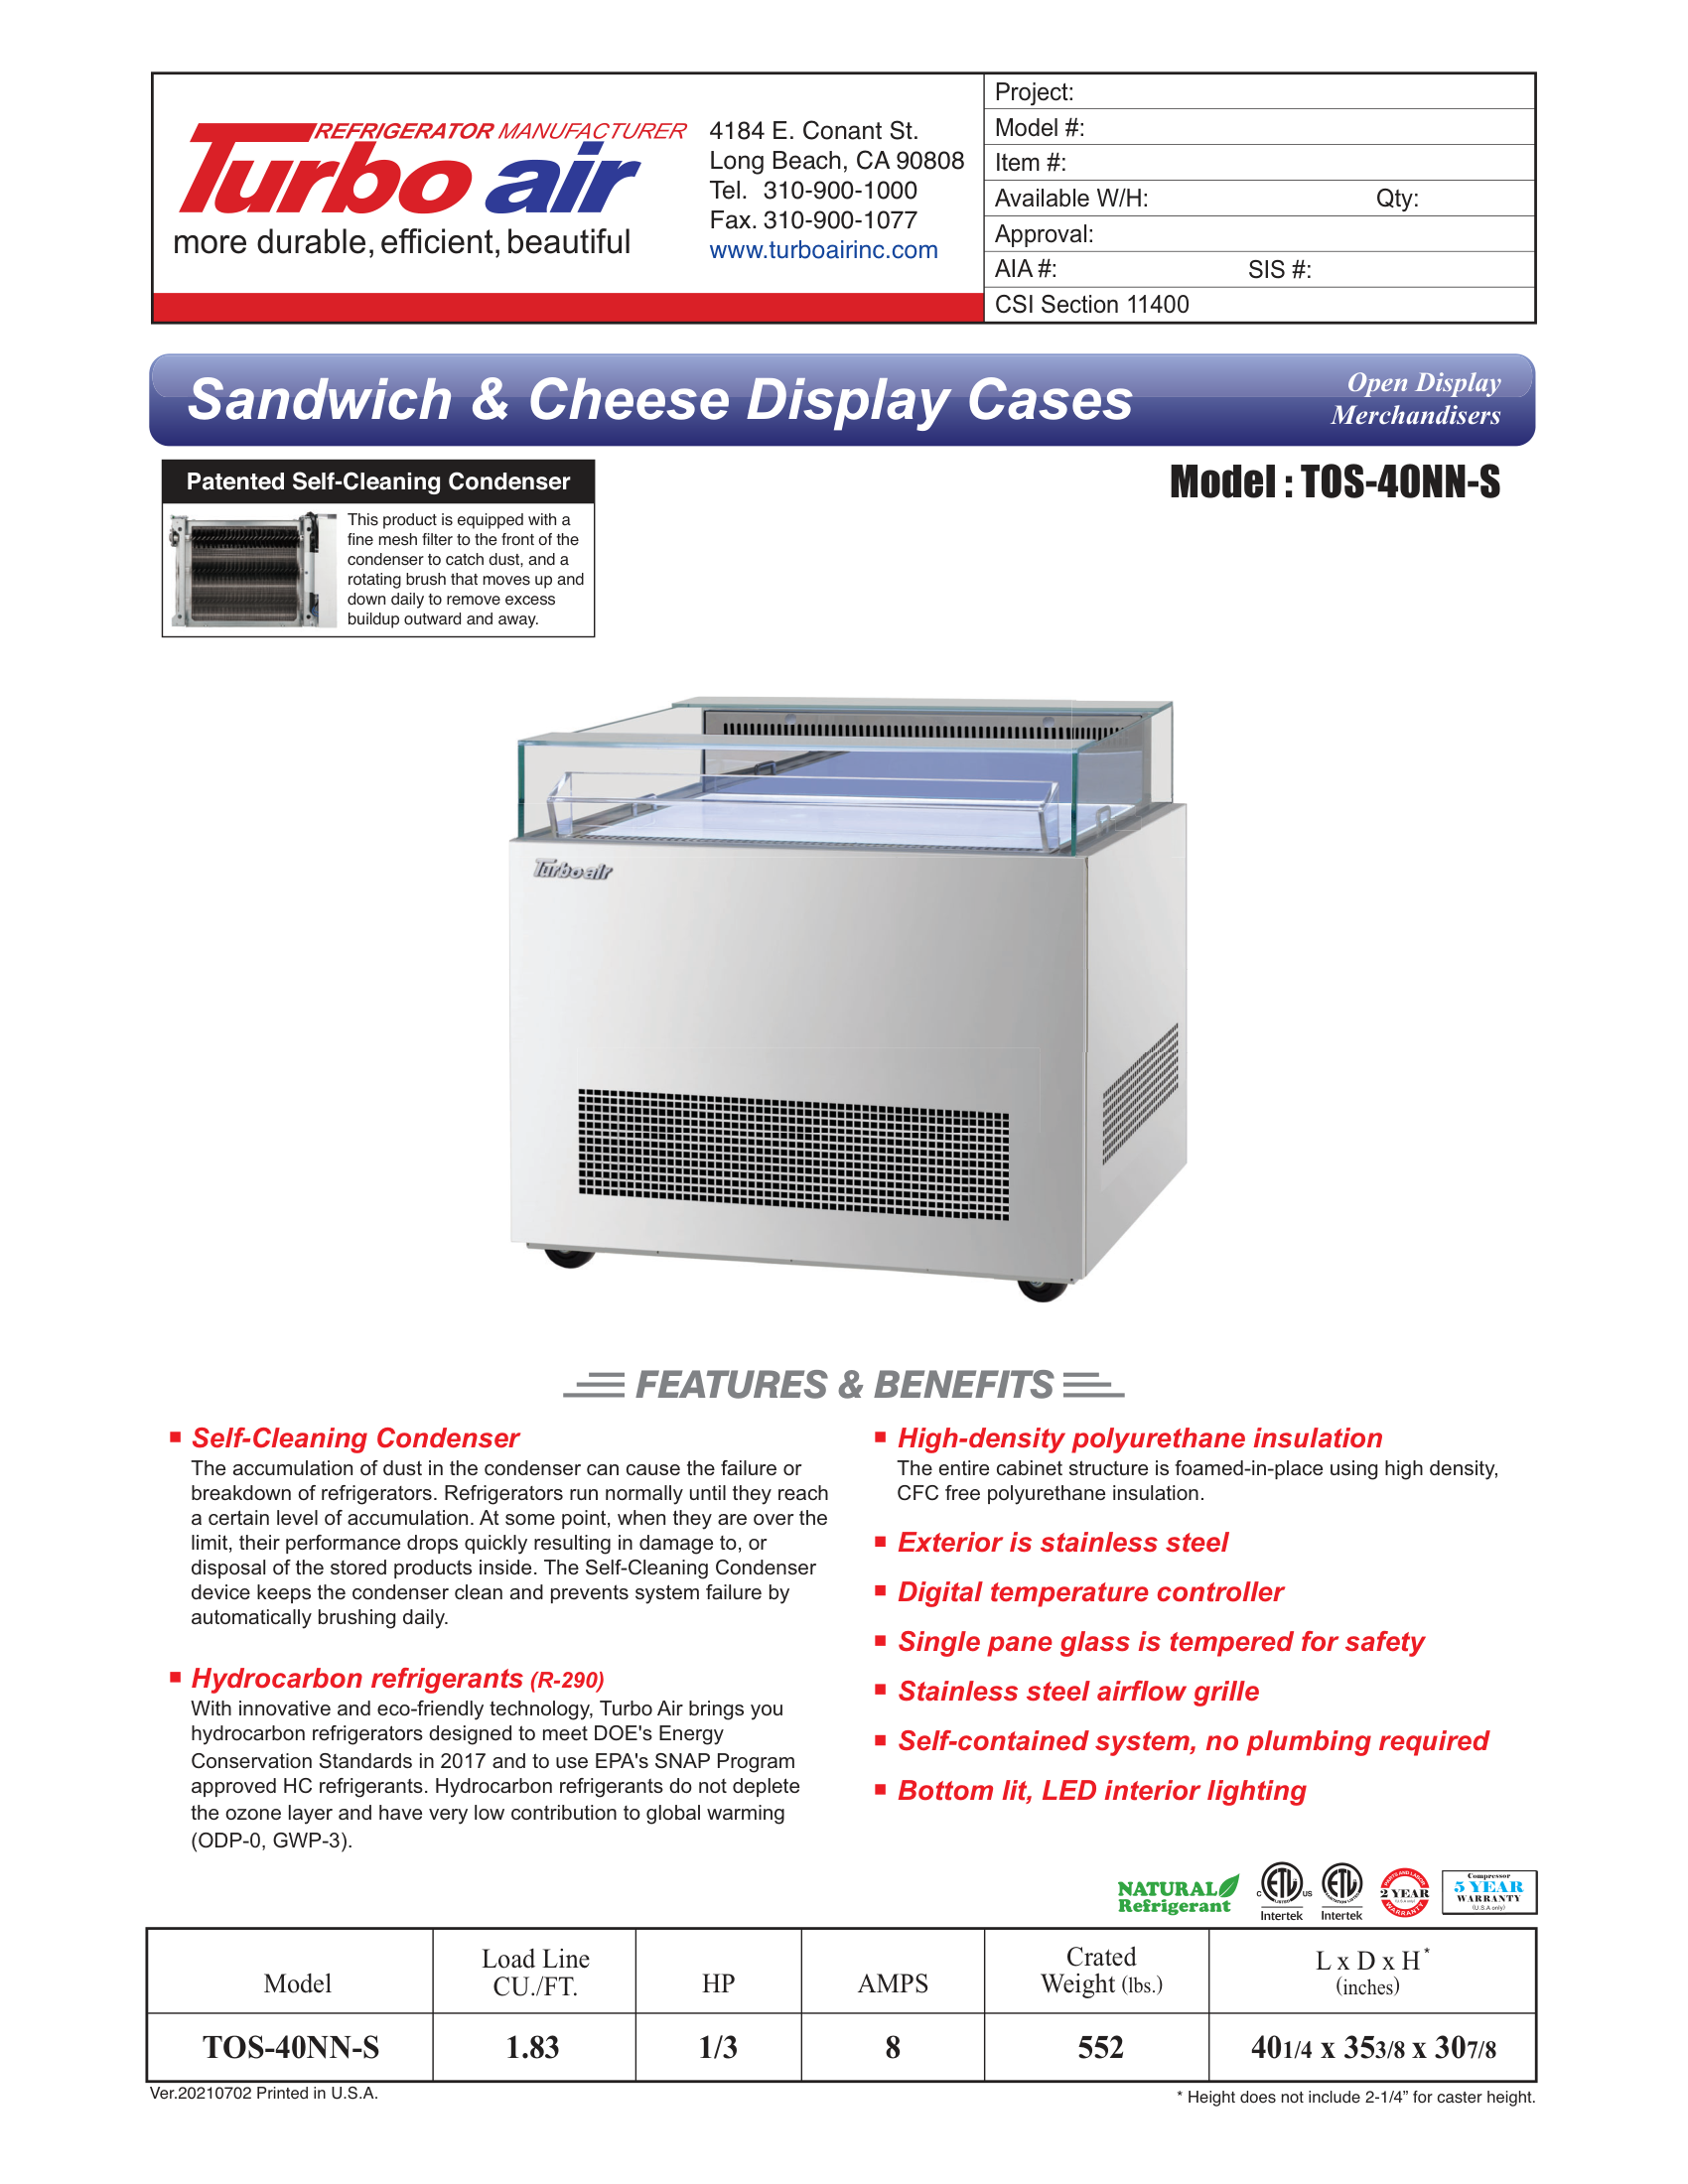 REFRIGERATOR MANUFACTURER
Turbo air
more durable, efficient, beautiful
4184 E. Conant St.
Long Beach, CA 90808
Tel. 310-900-1000
Fax. 310-900-1077
www.turboairinc.com
Project:
Model #:
Item #:
Available W/H: Qty:
Approval:
AIA #: SIS #:
CSI Section 11400
Sandwich & Cheese Display Cases
Open Display
Merchandisers
Patented Self-Cleaning Condenser
This product is equipped with a
fine mesh filter to the front of the
condenser to catch dust, and a
rotating brush that moves up and
down daily to remove excess
buildup outward and away.
Model : TOS-40NN-S
Turbo air
FEATURES & BENEFITS
Self-Cleaning Condenser
The accumulation of dust in the condenser can cause the failure or
breakdown of refrigerators. Refrigerators run normally until they reach
a certain level of accumulation. At some point, when they are over the
limit, their performance drops quickly resulting in damage to, or
disposal of the stored products inside. The Self-Cleaning Condenser
device keeps the condenser clean and prevents system failure by
automatically brushing daily.
Hydrocarbon refrigerants (R-290)
With innovative and eco-friendly technology, Turbo Air brings you
hydrocarbon refrigerators designed to meet DOE's Energy
Conservation Standards in 2017 and to use EPA's SNAP Program
approved HC refrigerants. Hydrocarbon refrigerants do not deplete
the ozone layer and have very low contribution to global warming
(ODP-0, GWP-3).
High-density polyurethane insulation
The entire cabinet structure is foamed-in-place using high density,
CFC free polyurethane insulation.
Exterior is stainless steel
Digital temperature controller
Single pane glass is tempered for safety
Stainless steel airflow grille
Self-contained system, no plumbing required
Bottom lit, LED interior lighting
NATURAL
Refrigerant
C ETL US
LISTED
Intertek
ETL
Intertek
PARTS AND LABOR
2 YEAR
(U.S.A only)
WARRANTY
Compressor
5 YEAR
WARRANTY
(U.S.A only)
Model
Load Line
CU./FT.
HP
AMPS
Crated
Weight (lbs.)
L x D x H*
(inches)
TOS-40NN-S 1.83 1/3 8 552 401/4 x 353/8 x 307/8
Ver.20210702 Printed in U.S.A.
* Height does not include 2-1/4” for caster height.